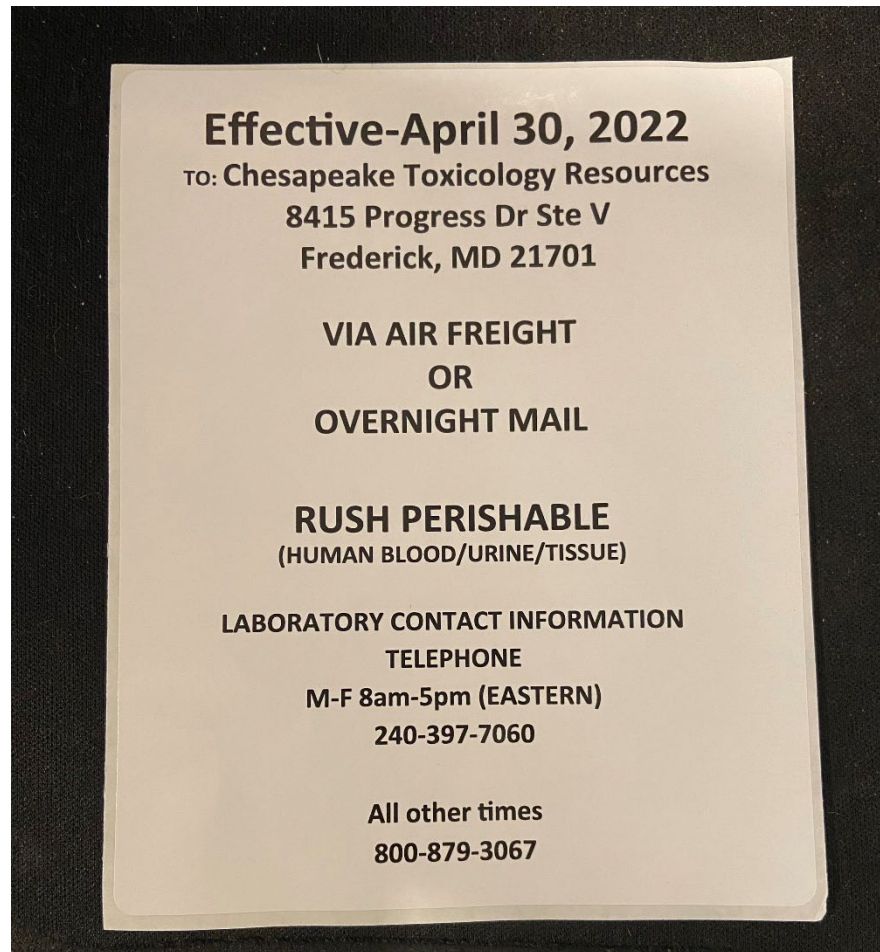 Effective-April 30, 2022
TO: Chesapeake Toxicology Resources
8415 Progress Dr Ste V
Frederick, MD 21701
VIA AIR FREIGHT
OR
OVERNIGHT MAIL
RUSH PERISHABLE
(HUMAN BLOOD/URINE/TISSUE)
LABORATORY CONTACT INFORMATION
TELEPHONE
M-F 8am-5pm (EASTERN)
240-397-7060
All other times
800-879-3067